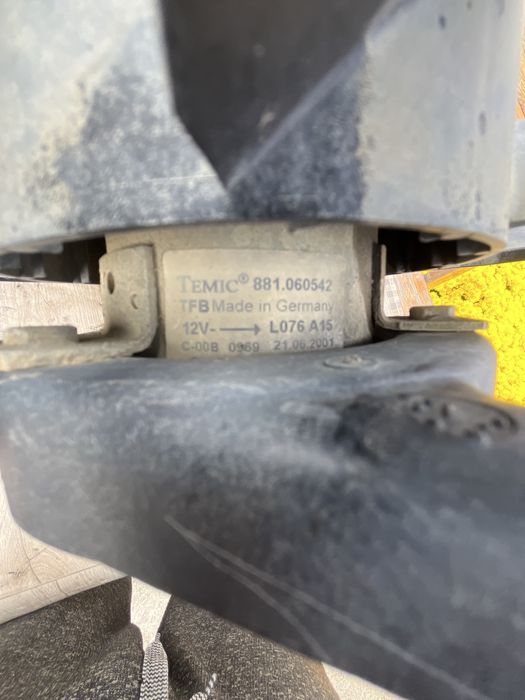 TEMIC® 881.060542
TFB Made in Germany
12V- → L076 A15
C-00B 0969 21.06.2001